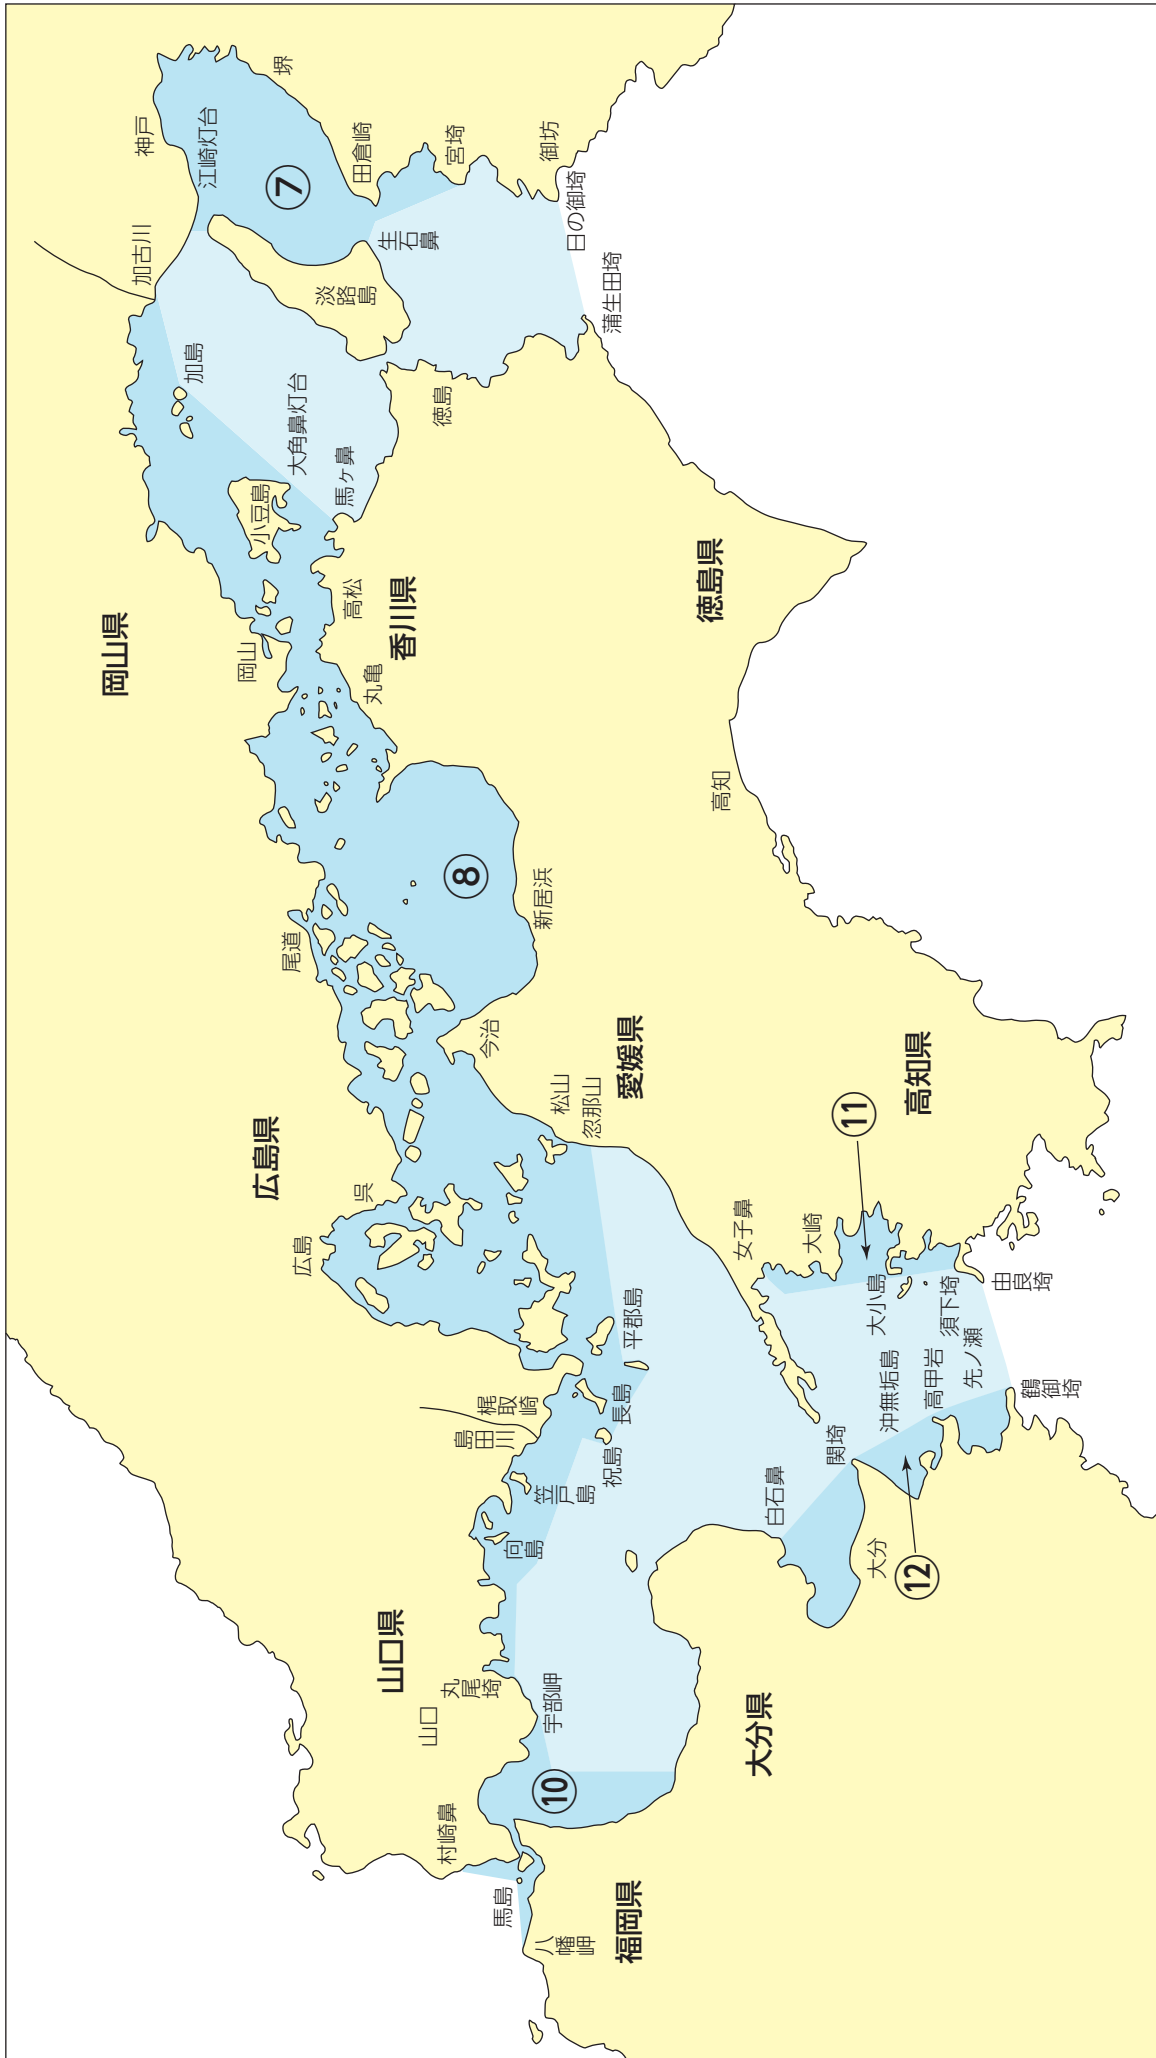 村崎鼻
馬島
八幡岬
福岡県
⑩
山口県
山口
丸尾埼
宇部岬
大分県
向島
笠戸島
島田川
梶取崎
祝島
長島
平郡島
白石鼻
関埼
大分
⑫
沖無垢島
高甲岩
先ノ瀬
鶴御埼
広島県
広島
呉
女子鼻
大崎
大小島
須下埼
由良埼
⑪
高知県
松山
忽那山
愛媛県
今治
尾道
新居浜
⑧
高知
岡山県
岡山
丸亀
高松
香川県
徳島県
小豆島
大角鼻灯台
馬ヶ鼻
加島
徳島
加古川
淡路島
生石鼻
蒲生田埼
日の御埼
神戸
江崎灯台
⑦
堺
田倉崎
宮埼
御坊